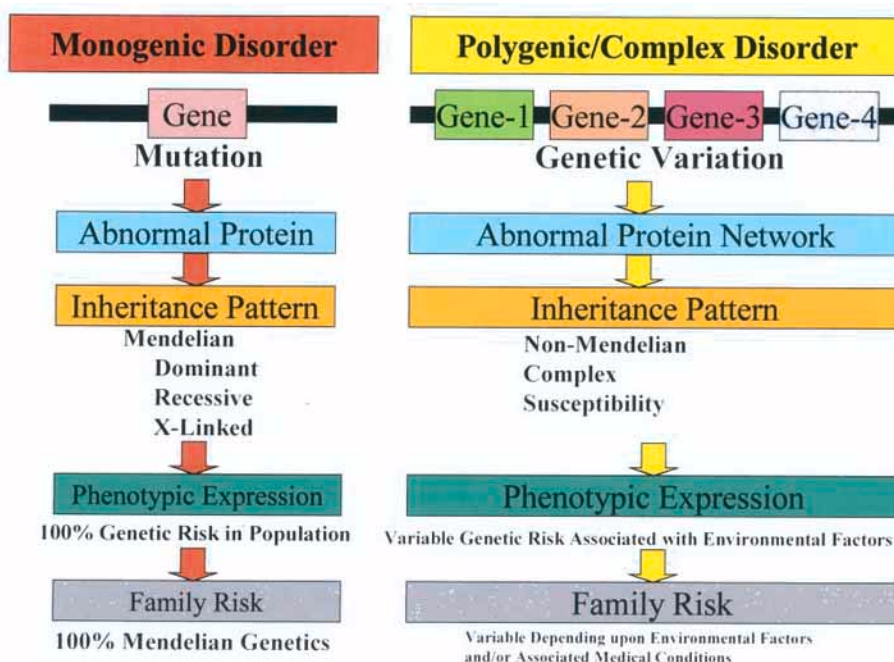 Monogenic Disorder
Gene
Mutation
Abnormal Protein
Inheritance Pattern
Mendelian
Dominant
Recessive
X-Linked
Phenotypic Expression
100% Genetic Risk in Population
Family Risk
100% Mendelian Genetics
Polygenic/Complex Disorder
Gene-1 Gene-2 Gene-3 Gene-4
Genetic Variation
Abnormal Protein Network
Inheritance Pattern
Non-Mendelian
Complex
Susceptibility
Phenotypic Expression
Variable Genetic Risk Associated with Environmental Factors
Family Risk
Variable Depending upon Environmental Factors
and/or Associated Medical Conditions